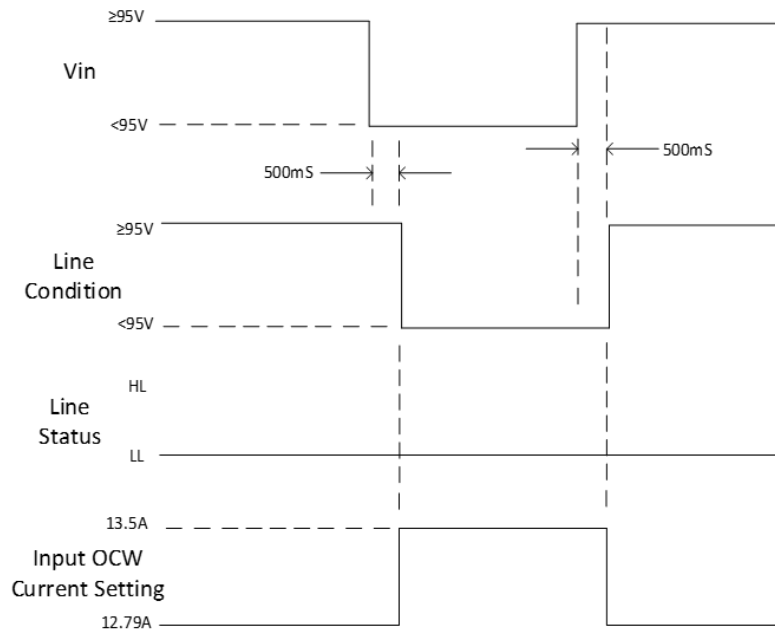 ≥95V
Vin
<95V
500mS
500mS
≥95V
Line
Condition
<95V
HL
Line
Status
LL
13.5A
Input OCW
Current Setting
12.79A